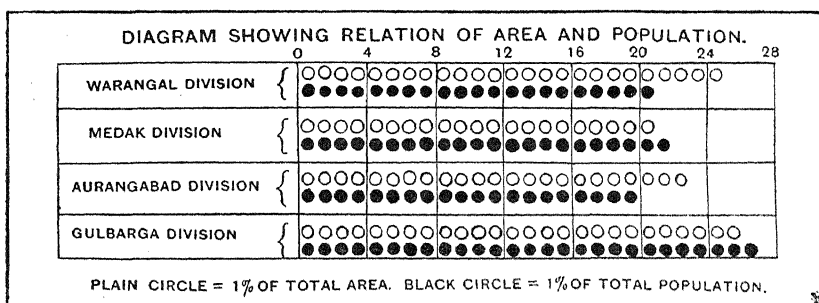 DIAGRAM SHOWING RELATION OF AREA AND POPULATION.
0 4 8 12 16 20 24 28
WARANGAL DIVISION
MEDAK DIVISION
AURANGABAD DIVISION
GULBARGA DIVISION
PLAIN CIRCLE = 1% OF TOTAL AREA. BLACK CIRCLE = 1% OF TOTAL POPULATION.